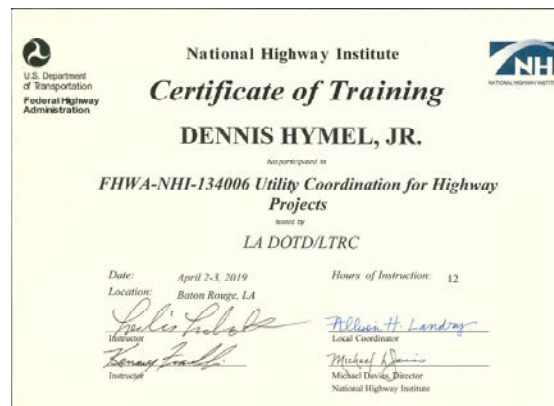 U.S. Department
of Transportation
Federal Highway
Administration
National Highway Institute
NHI
NATIONAL HIGHWAY INSTITUTE
Certificate of Training
DENNIS HYMEL, JR.
has participated in
FHWA-NHI-134006 Utility Coordination for Highway
Projects
hosted by
LA DOTD/LTRC
Date: April 2-3, 2019 Hours of Instruction: 12
Location: Baton Rouge, LA
Allison H. Landry
Instructor Local Coordinator
Instructor Michael Davies, Director
National Highway Institute